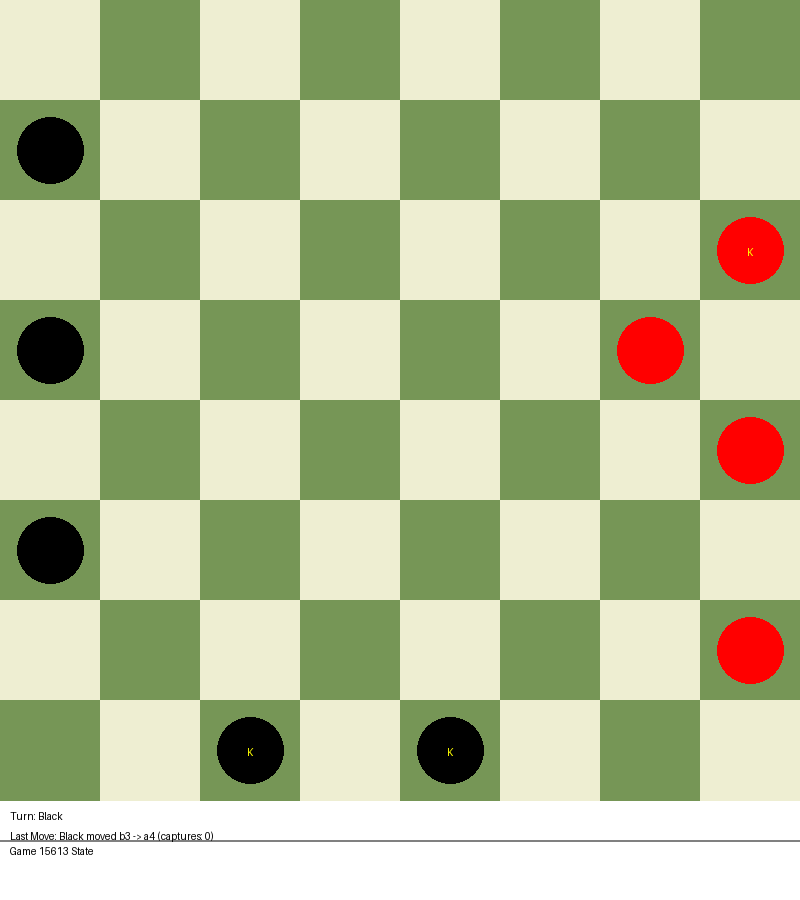 K
K K
Turn: Black
Last Move: Black moved b3 -> a4 (captures: 0)
Game 15613 State